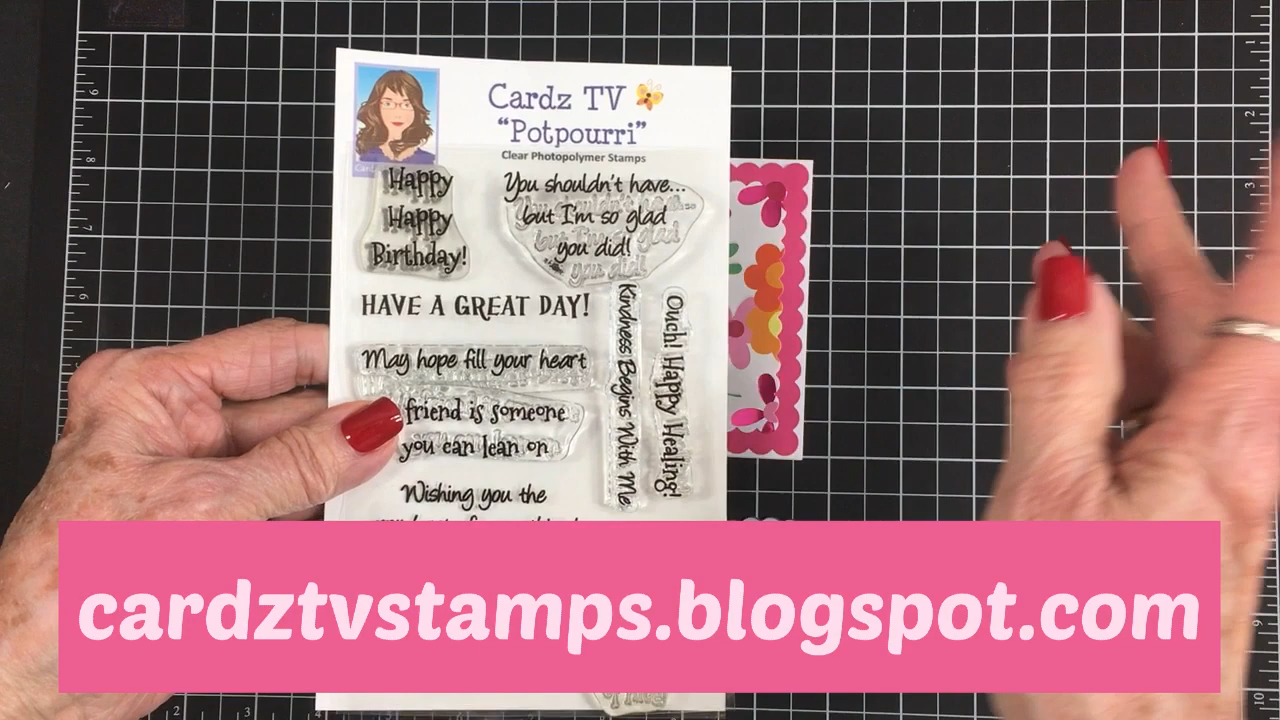 Cardz TV
"Potpourri"
Clear Photopolymer Stamps
Happy
Happy
Birthday!
You shouldn't have...
but I'm so glad
you did!
HAVE A GREAT DAY!
May hope fill your heart
friend is someone
you can lean on
Wishing you the
Kindness Begins With Me
Ouch! Happy Healing!
cardztvstamps.blogspot.com